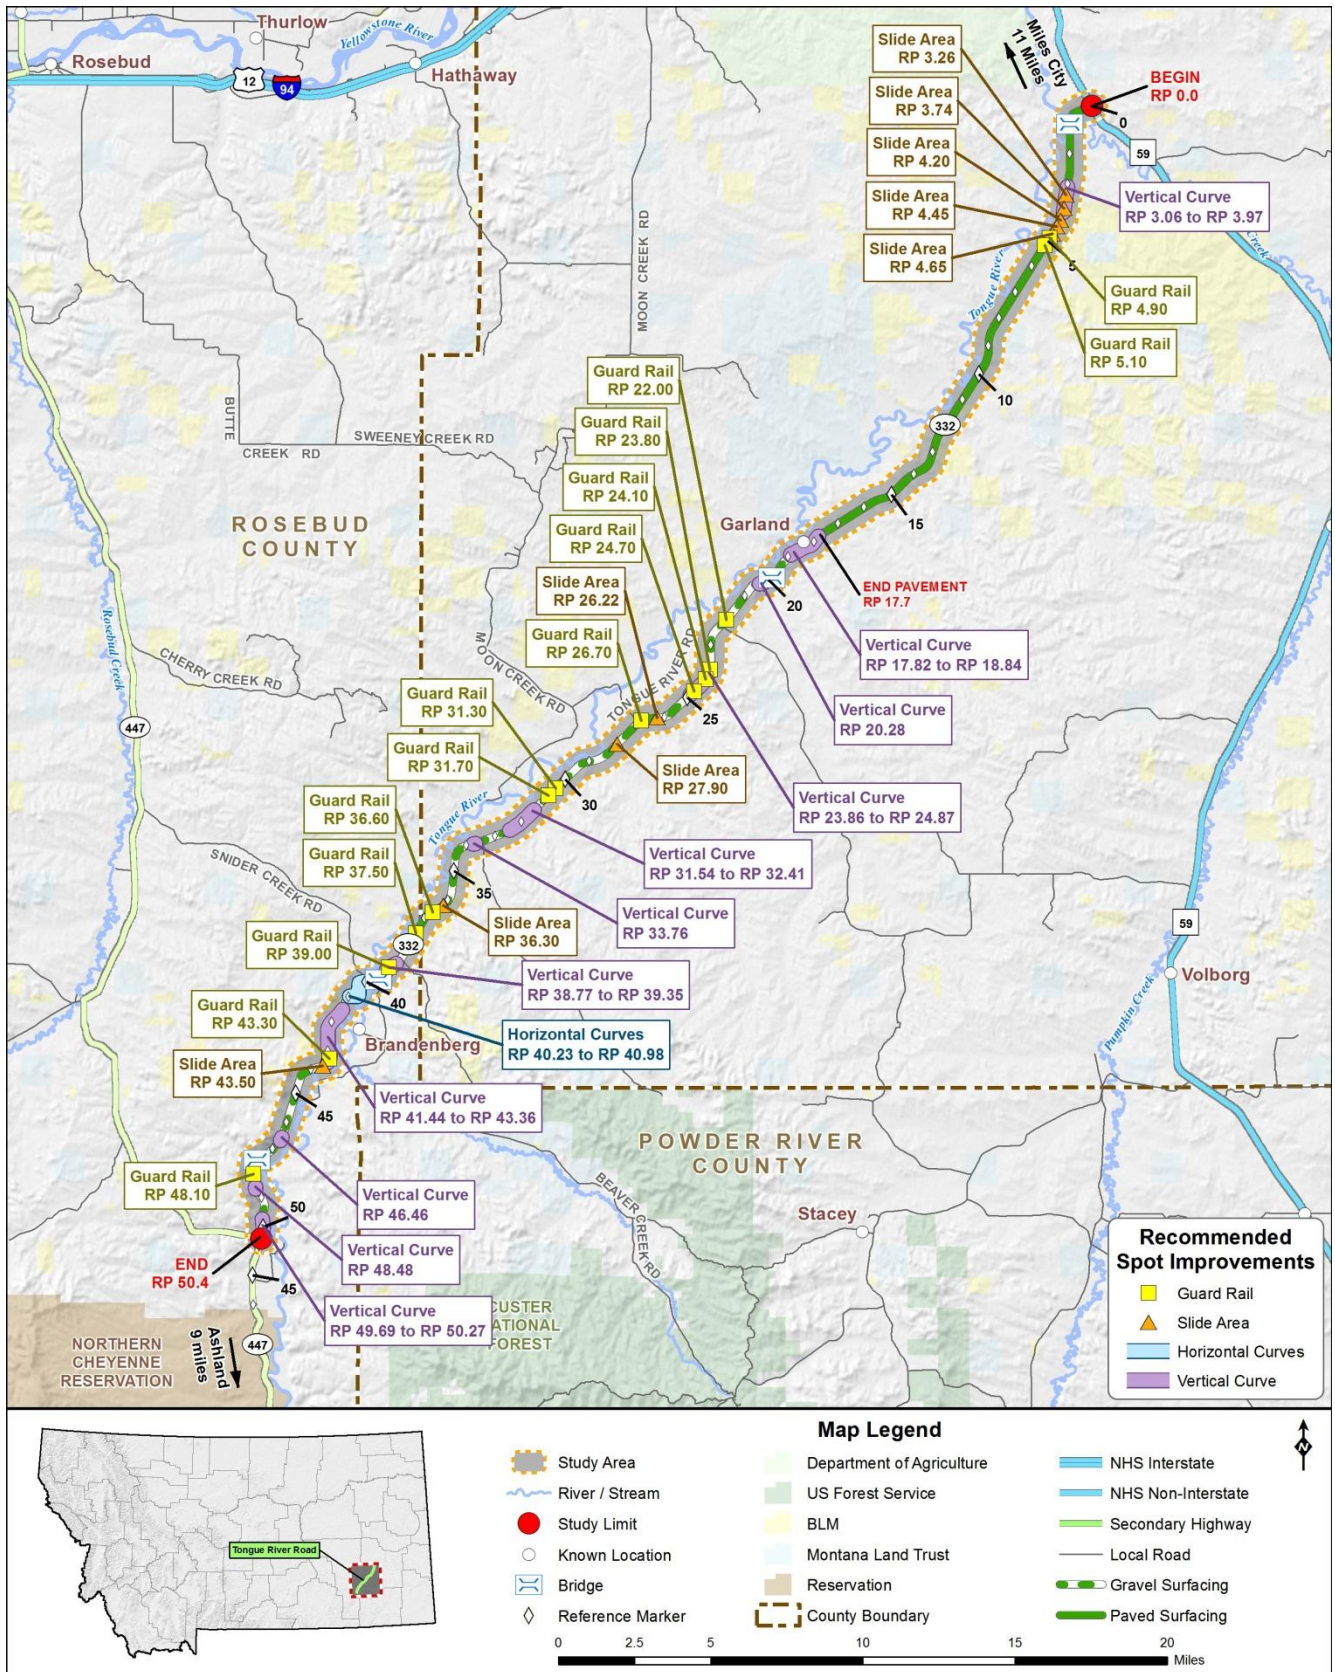 Thurlow
Yellowstone River
Rosebud
12
94
Hathaway
Miles City
11 Miles
BEGIN
RP 0.0
0
59
Creek
Slide Area
RP 3.26
Slide Area
RP 3.74
Slide Area
RP 4.20
Slide Area
RP 4.45
Slide Area
RP 4.65
Vertical Curve
RP 3.06 to RP 3.97
5
Guard Rail
RP 4.90
Guard Rail
RP 5.10
Tongue River
MOON CREEK RD
10
332
15
BUTTE
CREEK RD
SWEENEY CREEK RD
ROSEBUD
COUNTY
Guard Rail
RP 22.00
Guard Rail
RP 23.80
Guard Rail
RP 24.10
Guard Rail
RP 24.70
Slide Area
RP 26.22
Guard Rail
RP 26.70
Garland
END PAVEMENT
RP 17.7
20
Vertical Curve
RP 17.82 to RP 18.84
Vertical Curve
RP 20.28
Vertical Curve
RP 23.86 to RP 24.87
TONGUE RIVER RD
MOON CREEK RD
25
Rosebud Creek
CHERRY CREEK RD
447
Guard Rail
RP 31.30
Guard Rail
RP 31.70
Slide Area
RP 27.90
30
Guard Rail
RP 36.60
Guard Rail
RP 37.50
Tongue River
Vertical Curve
RP 31.54 to RP 32.41
SNIDER CREEK RD
35
Vertical Curve
RP 33.76
Slide Area
RP 36.30
Guard Rail
RP 39.00
332
Vertical Curve
RP 38.77 to RP 39.35
40
59
Volborg
Pumpkin Creek
Guard Rail
RP 43.30
Brandenberg
Horizontal Curves
RP 40.23 to RP 40.98
Slide Area
RP 43.50
45
Vertical Curve
RP 41.44 to RP 43.36
POWDER RIVER
COUNTY
Guard Rail
RP 48.10
Vertical Curve
RP 46.46
BEAVER CREEK RD
Stacey
50
Vertical Curve
RP 48.48
END
RP 50.4
45
Vertical Curve
RP 49.69 to RP 50.27
CUSTER
ATIONAL
FOREST
447
Ashland
9 miles
NORTHERN
CHEYENNE
RESERVATION
Recommended
Spot Improvements
Guard Rail
Slide Area
Horizontal Curves
Vertical Curve
Tongue River Road
Map Legend
N
Study Area
River / Stream
Study Limit
Known Location
Bridge
Reference Marker
Department of Agriculture
US Forest Service
BLM
Montana Land Trust
Reservation
County Boundary
NHS Interstate
NHS Non-Interstate
Secondary Highway
Local Road
Gravel Surfacing
Paved Surfacing
0 2.5 5 10 15 20
Miles